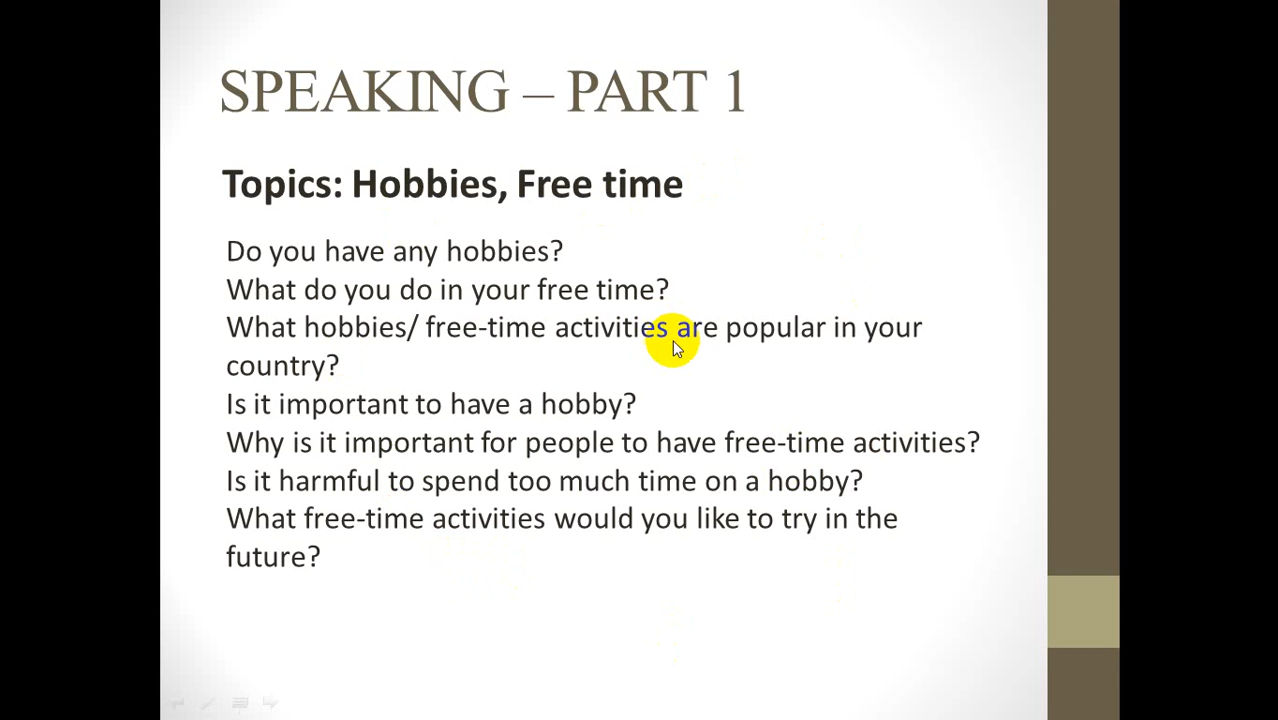 SPEAKING – PART 1
Topics: Hobbies, Free time
Do you have any hobbies?
What do you do in your free time?
What hobbies/ free-time activities are popular in your
country?
Is it important to have a hobby?
Why is it important for people to have free-time activities?
Is it harmful to spend too much time on a hobby?
What free-time activities would you like to try in the
future?